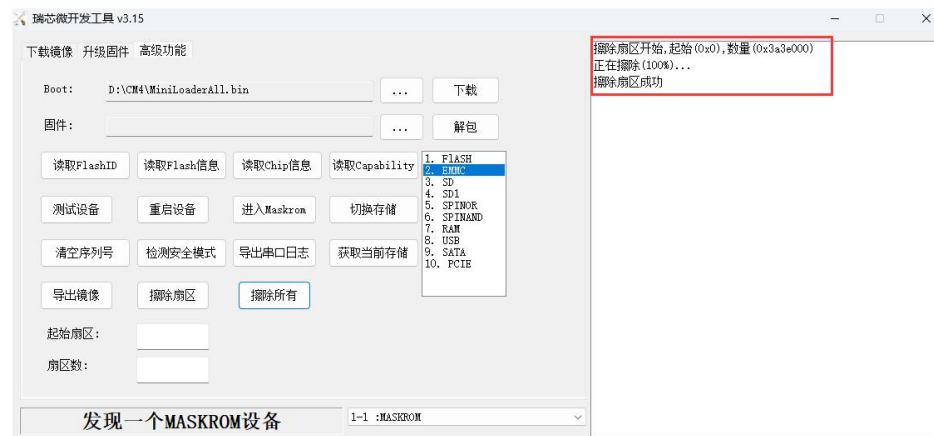 瑞芯微开发工具 v3.15
下载镜像 升级固件 高级功能
Boot: D:\CM4\MiniLoaderAll.bin ... 下载
固件: ... 解包
读取FlashID 读取Flash信息 读取Chip信息 读取Capability
测试设备 重启设备 进入Maskrom 切换存储
清空序列号 检测安全模式 导出串口日志 获取当前存储
导出镜像 擦除扇区 擦除所有
1. FlASH
2. EMMC
3. SD
4. SD1
5. SPINOR
6. SPINAND
7. RAM
8. USB
9. SATA
10. PCIE
起始扇区:
扇区数:
发现一个MASKROM设备 1-1 :MASKROM
擦除扇区开始,起始(0x0),数量(0x3a3e000)
正在擦除(100%)...
擦除扇区成功